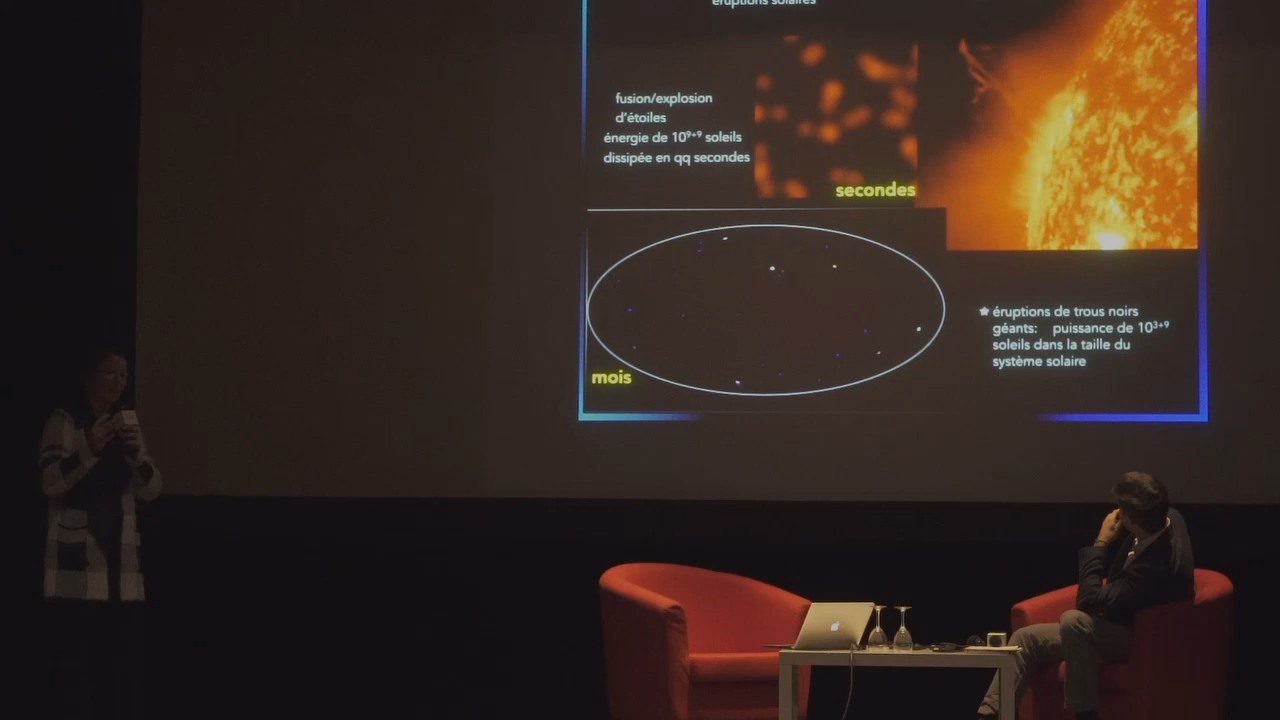 éruptions solaires
fusion/explosion
d'étoiles
énergie de 10⁹⁺⁹ soleils
dissipée en qq secondes
secondes
mois
éruptions de trous noirs
géants: puissance de 10³⁺⁹
soleils dans la taille du
système solaire